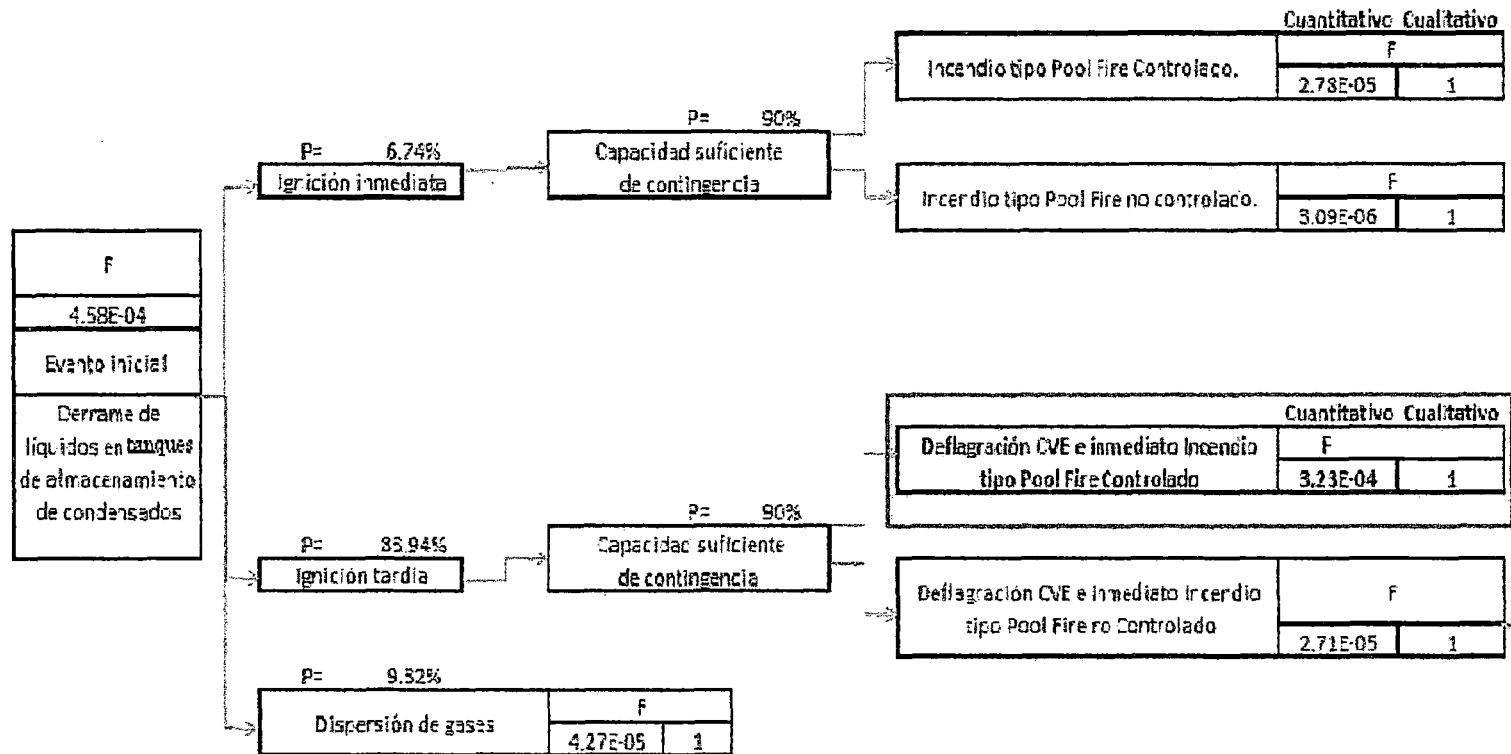 Cuantitativo Cualitativo
Incendio tipo Pool Fire Controlado.
F
2.78E-05 1
P= 90%
Capacidad suficiente
de contingencia
P= 6.74%
Ignición inmediata
Incendio tipo Pool Fire no controlado.
F
3.09E-06 1
F
4.58E-04
Evento inicial
Derrame de
líquidos en tanques
de almacenamiento
de condensados
Cuantitativo Cualitativo
Deflagración CVE e inmediato Incendio
tipo Pool Fire Controlado
F
3.23E-04 1
P= 90%
Capacidad suficiente
de contingencia
P= 83.94%
Ignición tardía
Deflagración CVE e inmediato Incendio
tipo Pool Fire no Controlado
F
2.71E-05 1
P= 9.32%
Dispersión de gases
F
4.27E-05 1